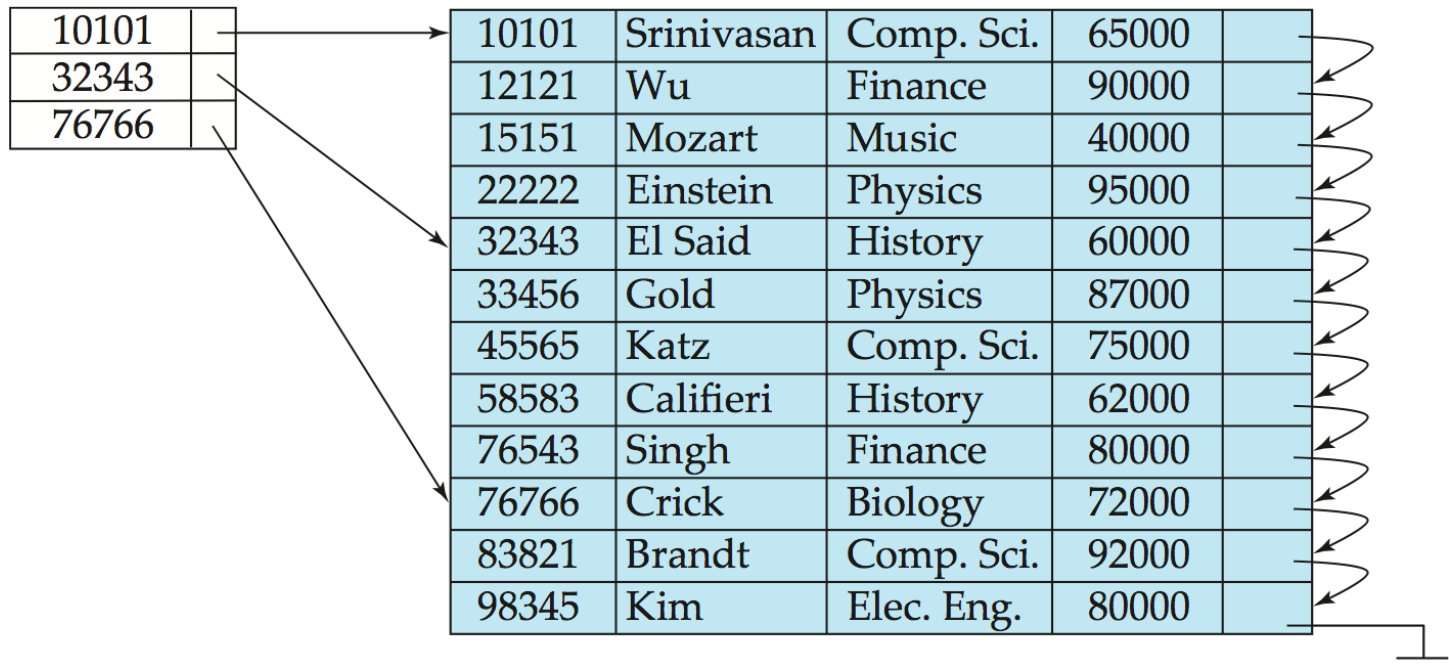 10101
32343
76766
10101 Srinivasan Comp. Sci. 65000
12121 Wu Finance 90000
15151 Mozart Music 40000
22222 Einstein Physics 95000
32343 El Said History 60000
33456 Gold Physics 87000
45565 Katz Comp. Sci. 75000
58583 Califieri History 62000
76543 Singh Finance 80000
76766 Crick Biology 72000
83821 Brandt Comp. Sci. 92000
98345 Kim Elec. Eng. 80000